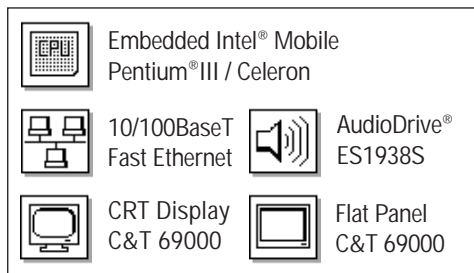 CPU
Embedded Intel® Mobile
Pentium®III / Celeron
10/100BaseT
Fast Ethernet
AudioDrive®
ES1938S
CRT Display
C&T 69000
Flat Panel
C&T 69000